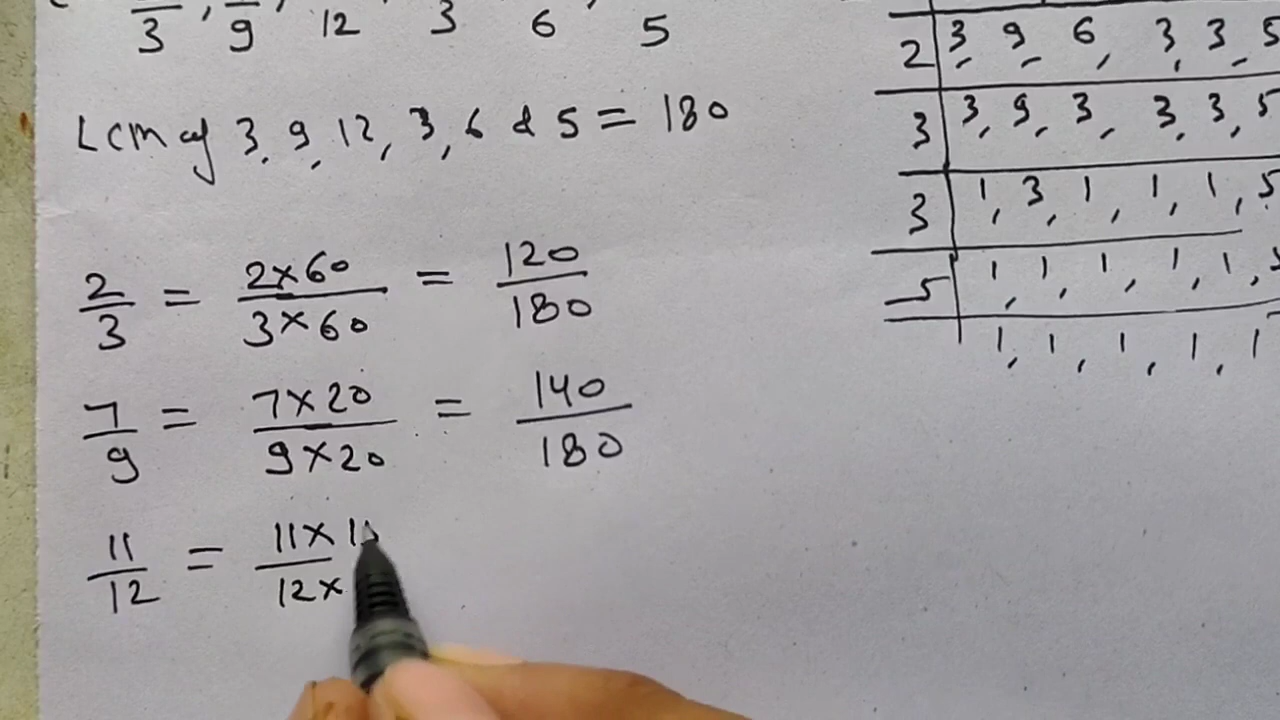 3 , 9 , 12 3 6 5
LCM of 3, 9, 12, 3, 6 & 5 = 180
2/3 = 2×60/3×60 = 120/180
7/9 = 7×20/9×20 = 140/180
11/12 = 11×1 /12×
2 | 3, 9, 6, 3, 3, 5
3 | 3, 9, 3, 3, 3, 5
3 | 1, 3, 1, 1, 1, 5
5 | 1, 1, 1, 1, 1, 5
1, 1, 1, 1, 1